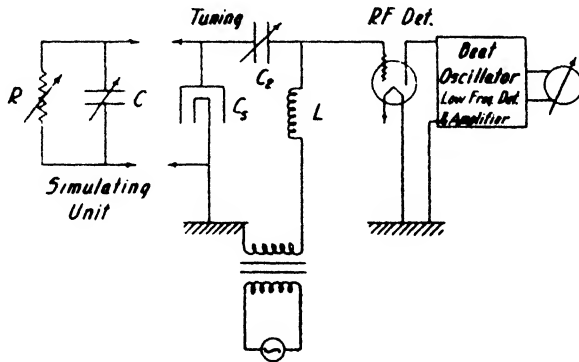 Tuning
RF Det.
C₂
R
C
Cₛ
L
Beat
Oscillator
Low Freq. Det.
& Amplifier
Simulating
Unit